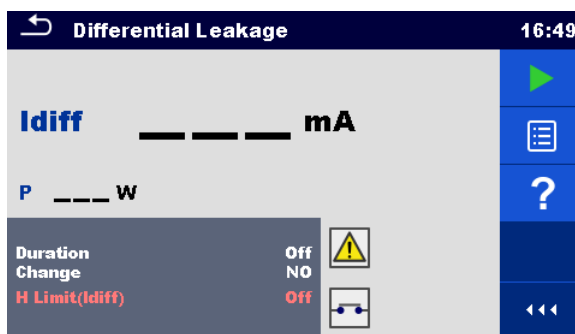 Differential Leakage 16:49
Idiff _ _ _ mA
P _ _ _ W
?
Duration Off
Change NO
H Limit(Idiff) Off